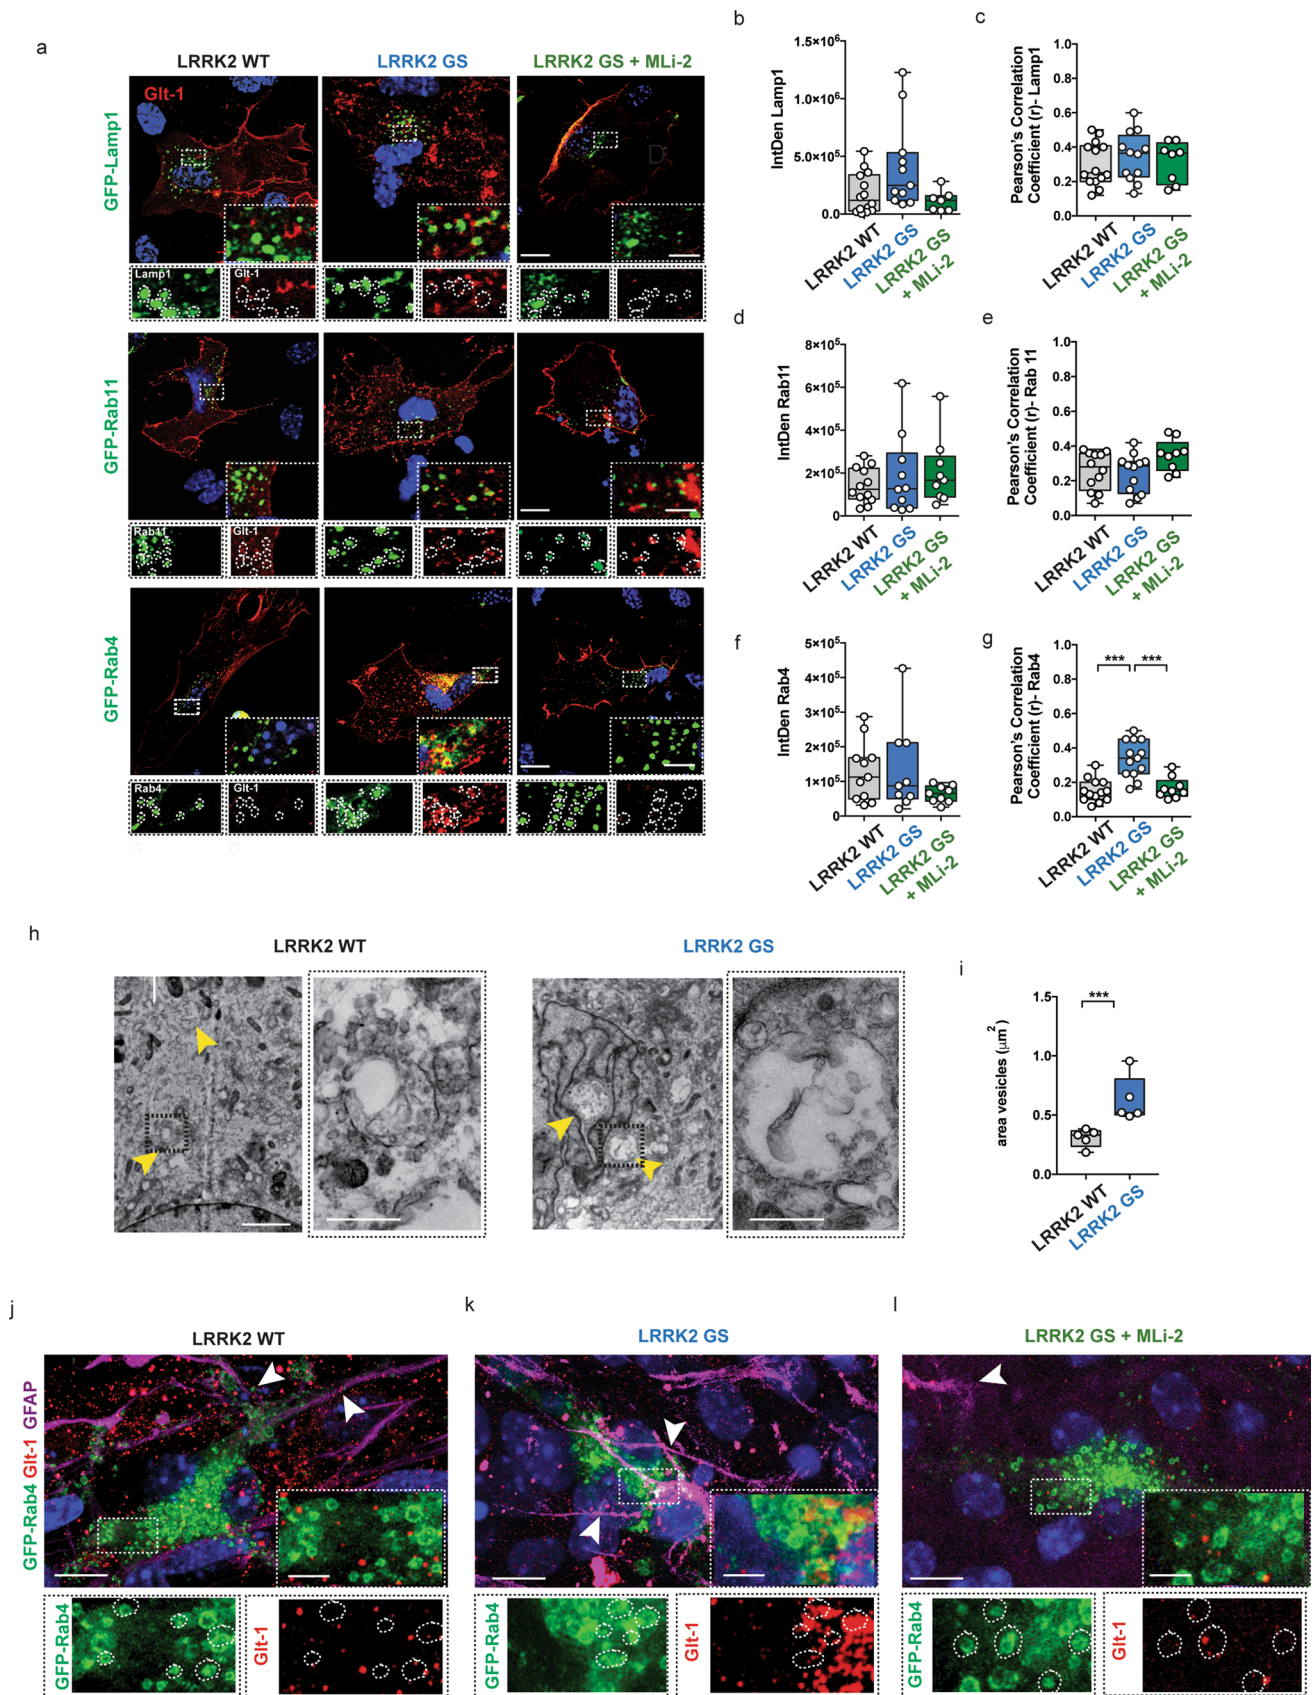 a
LRRK2 WT
LRRK2 GS
LRRK2 GS + MLi-2
GFP-Lamp1
Glt-1
D
Lamp1
Glt-1
GFP-Rab11
Rab11
Glt-1
GFP-Rab4
m
Rab4
Glt-1
b
IntDen Lamp1
1.5×10⁶
1.0×10⁶
5.0×10⁵
0.0
LRRK2 WT
LRRK2 GS
LRRK2 GS
+ MLi-2
c
Pearson's Correlation
Coefficient (r)- Lamp1
1.0
0.8
0.6
0.4
0.2
0.0
LRRK2 WT
LRRK2 GS
LRRK2 GS
+ MLi-2
d
IntDen Rab11
8×10⁵
6×10⁵
4×10⁵
2×10⁵
0
LRRK2 WT
LRRK2 GS
LRRK2 GS
+ MLi-2
e
Pearson's Correlation
Coefficient (r)- Rab 11
1.0
0.8
0.6
0.4
0.2
0.0
LRRK2 WT
LRRK2 GS
LRRK2 GS
+ MLi-2
f
IntDen Rab4
5×10⁵
4×10⁵
3×10⁵
2×10⁵
1×10⁵
0
LRRK2 WT
LRRK2 GS
LRRK2 GS
+ MLi-2
g
Pearson's Correlation
Coefficient (r)- Rab4
1.0
0.8
0.6
0.4
0.2
0.0
*** ***
LRRK2 WT
LRRK2 GS
LRRK2 GS
+ MLi-2
h
LRRK2 WT
LRRK2 GS
i
area vesicles (μm²)
1.5
1.0
0.5
0.0
***
LRRK2 WT
LRRK2 GS
j
LRRK2 WT
k
LRRK2 GS
l
LRRK2 GS + MLi-2
GFP-Rab4 Glt-1 GFAP
GFP-Rab4
Glt-1
GFP-Rab4
Glt-1
GFP-Rab4
Glt-1